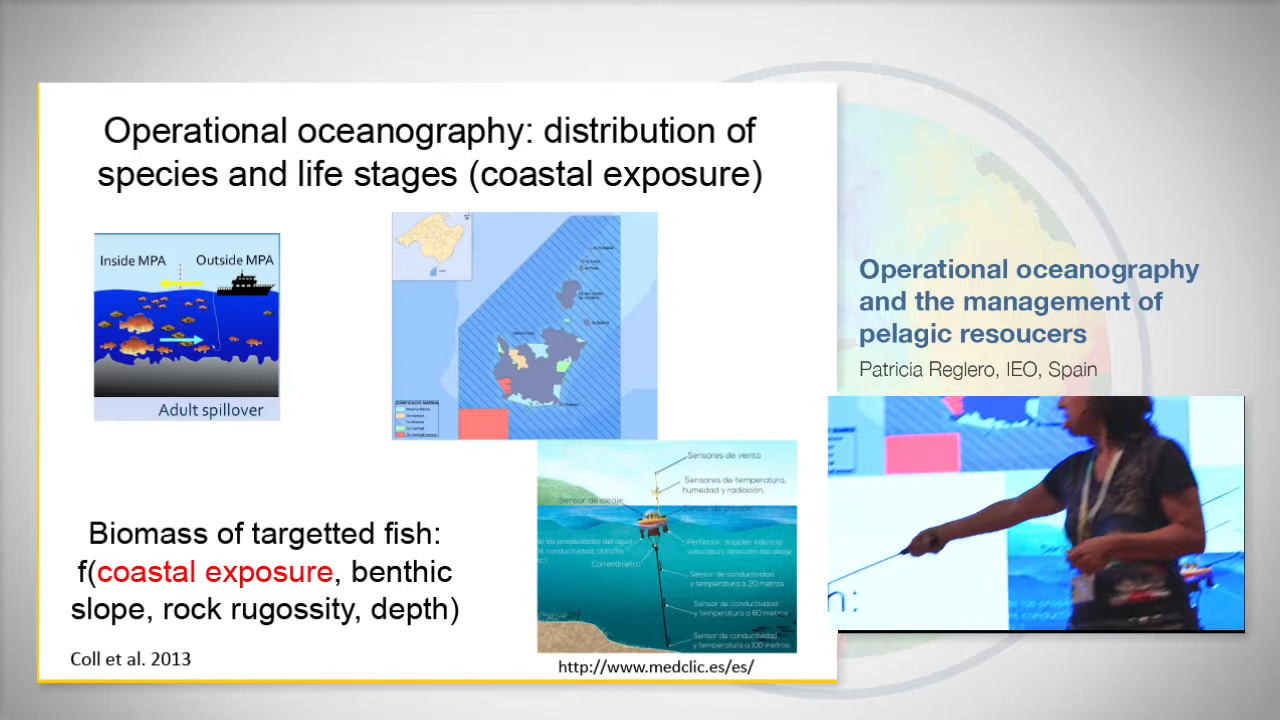 Operational oceanography: distribution of
species and life stages (coastal exposure)
Inside MPA
Outside MPA
Adult spillover
Biomass of targetted fish:
f(coastal exposure, benthic
slope, rock rugossity, depth)
Coll et al. 2013
Sensores de viento
Sensores de temperatura,
humedad y radiación.
Sensor de oleaje
Sensor de presión
Correntímetro
Sensor de conductividad
y temperatura a 20 metros
Sensor de conductividad
y temperatura a 60 metros
Sensor de conductividad
y temperatura a 100 metros
http://www.medclic.es/es/
Operational oceanography
and the management of
pelagic resoucers
Patricia Reglero, IEO, Spain